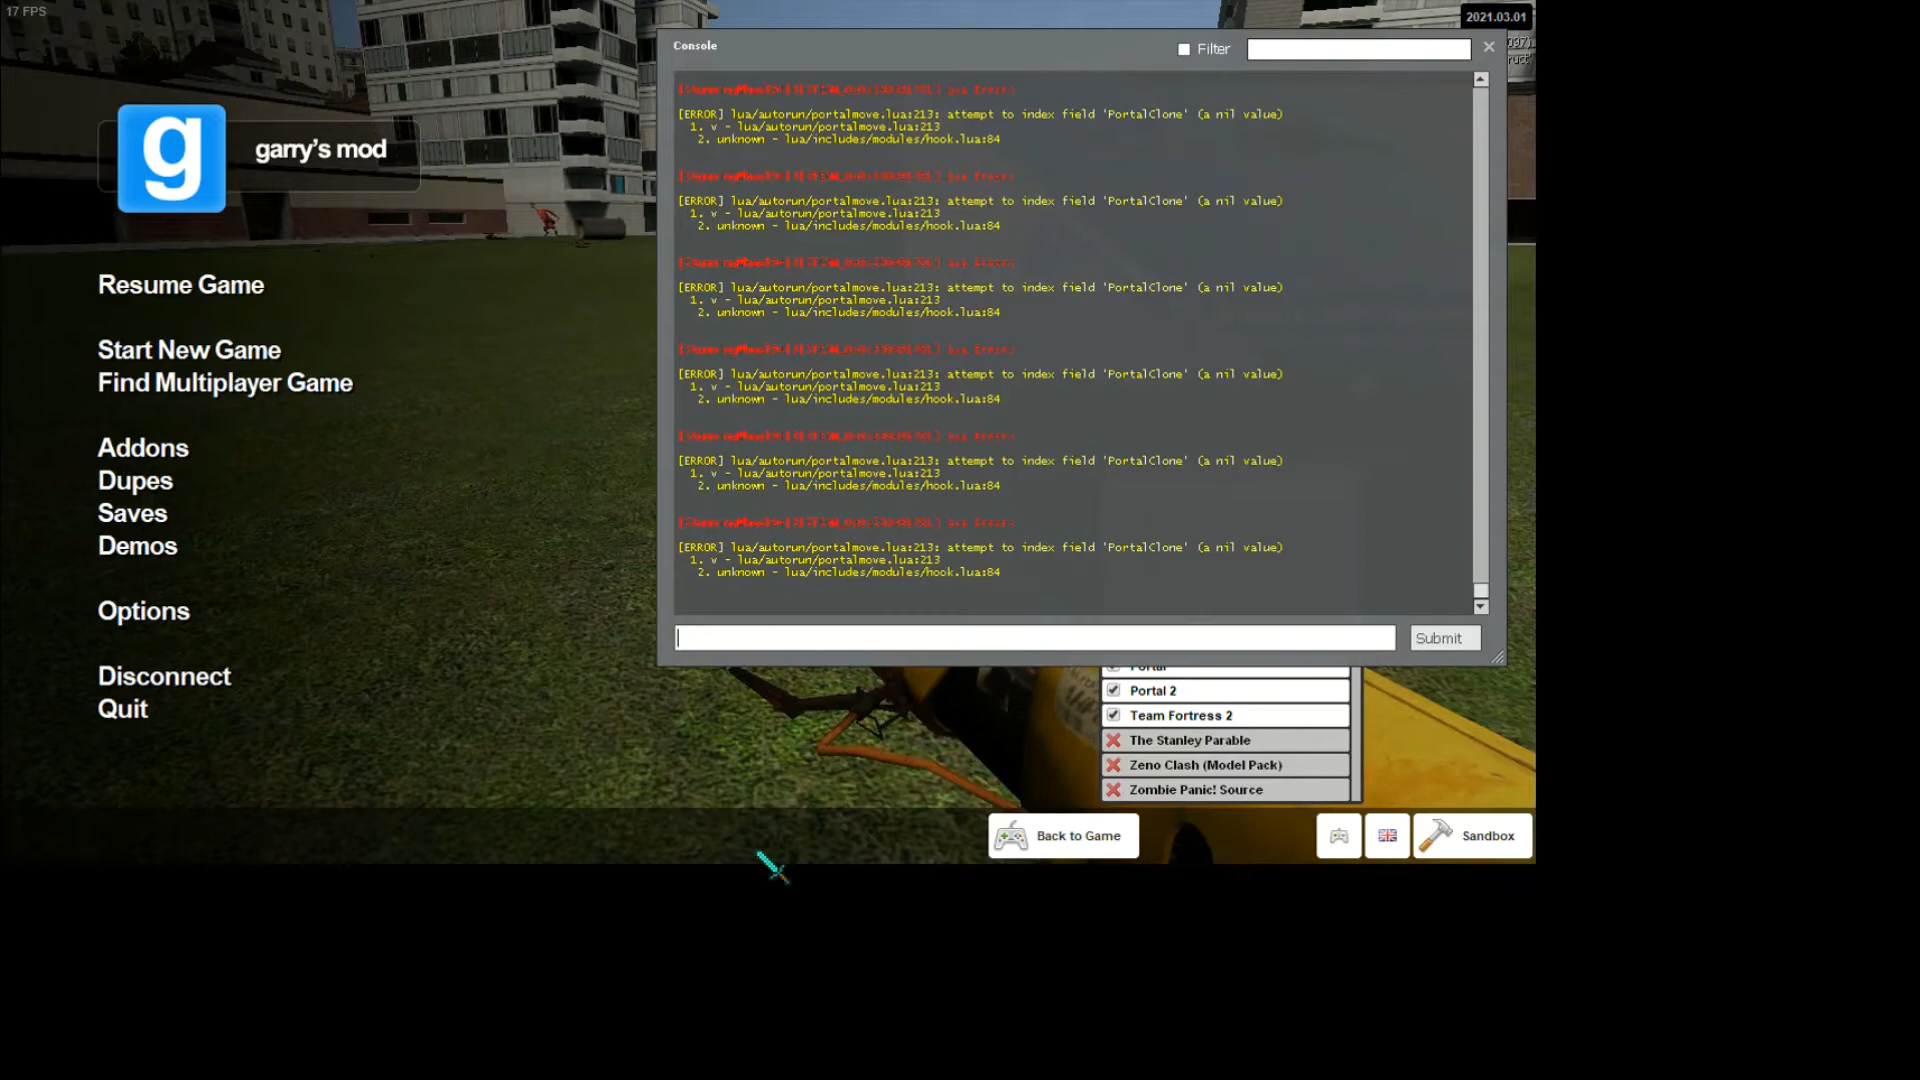 17 FPS
2021.03.01
garry's mod
Resume Game
Start New Game
Find Multiplayer Game
Addons
Dupes
Saves
Demos
Options
Disconnect
Quit
Console
Filter
[ERROR] lua/autorun/portalmove.lua:213: attempt to index field 'PortalClone' (a nil value)
1. v - lua/autorun/portalmove.lua:213
2. unknown - lua/includes/modules/hook.lua:84
[ERROR] lua/autorun/portalmove.lua:213: attempt to index field 'PortalClone' (a nil value)
1. v - lua/autorun/portalmove.lua:213
2. unknown - lua/includes/modules/hook.lua:84
[ERROR] lua/autorun/portalmove.lua:213: attempt to index field 'PortalClone' (a nil value)
1. v - lua/autorun/portalmove.lua:213
2. unknown - lua/includes/modules/hook.lua:84
[ERROR] lua/autorun/portalmove.lua:213: attempt to index field 'PortalClone' (a nil value)
1. v - lua/autorun/portalmove.lua:213
2. unknown - lua/includes/modules/hook.lua:84
[ERROR] lua/autorun/portalmove.lua:213: attempt to index field 'PortalClone' (a nil value)
1. v - lua/autorun/portalmove.lua:213
2. unknown - lua/includes/modules/hook.lua:84
[ERROR] lua/autorun/portalmove.lua:213: attempt to index field 'PortalClone' (a nil value)
1. v - lua/autorun/portalmove.lua:213
2. unknown - lua/includes/modules/hook.lua:84
Submit
Portal
Portal 2
Team Fortress 2
The Stanley Parable
Zeno Clash (Model Pack)
Zombie Panic! Source
Back to Game
Sandbox